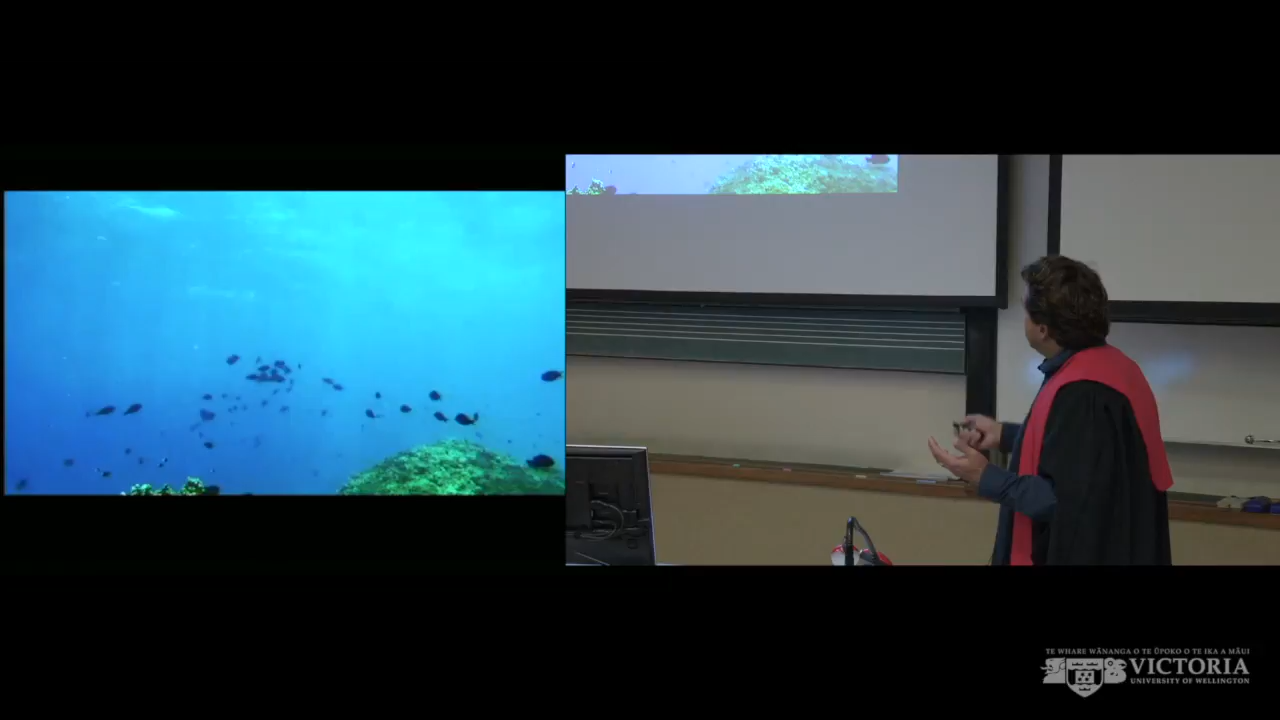 TE WHARE WĀNANGA O TE ŪPOKO O TE IKA A MĀUI
VICTORIA
UNIVERSITY OF WELLINGTON